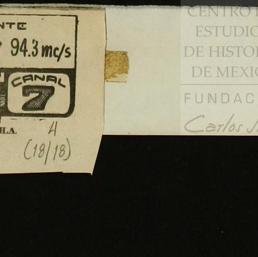 NTE
94.3 mc/s
CANAL
7
H.A. A
(18/18)
CENTRO D
ESTUDIO
DE HISTOR
DE MEXIC
FUNDAC
Carlos S